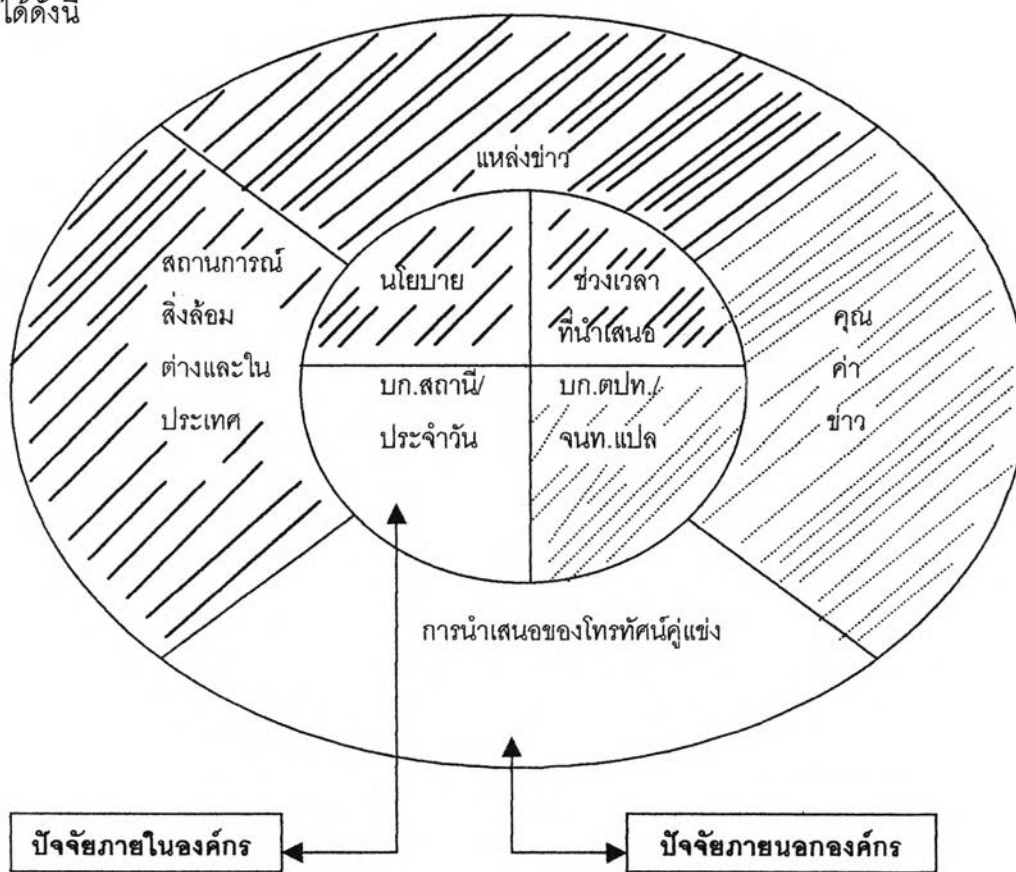 ได้ดังนี้
แหล่งข่าว
สถานการณ์
สิ่งล้อม
ต่างและใน
ประเทศ
นโยบาย
ช่วงเวลา
ที่นำเสนอ
คุณ
ค่า
ข่าว
บก.สถานี/
ประจำวัน
บก.ตปท./
จนท.แปล
การนำเสนอของโทรทัศน์คู่แข่ง
ปัจจัยภายในองค์กร
ปัจจัยภายนอกองค์กร